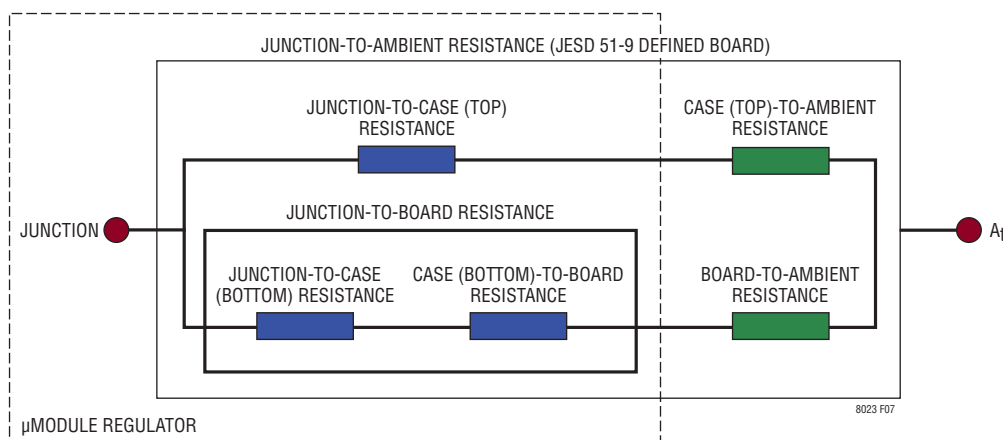 JUNCTION-TO-AMBIENT RESISTANCE (JESD 51-9 DEFINED BOARD)
JUNCTION-TO-CASE (TOP)
RESISTANCE
CASE (TOP)-TO-AMBIENT
RESISTANCE
JUNCTION
JUNCTION-TO-BOARD RESISTANCE
At
JUNCTION-TO-CASE
(BOTTOM) RESISTANCE
CASE (BOTTOM)-TO-BOARD
RESISTANCE
BOARD-TO-AMBIENT
RESISTANCE
8023 F07
µMODULE REGULATOR